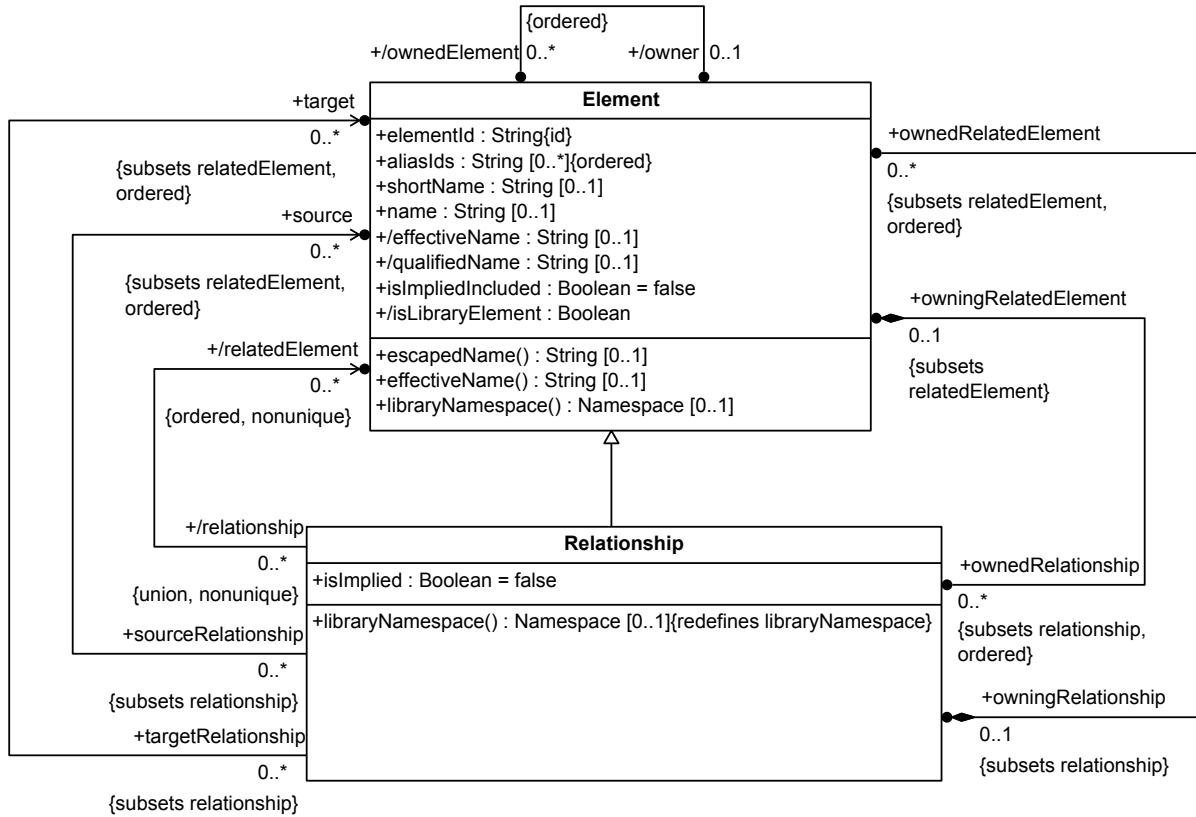 {ordered}
+/ownedElement 0..*
+/owner 0..1
Element
+elementId : String{id}
+aliasIds : String [0..*]{ordered}
+shortName : String [0..1]
+name : String [0..1]
+/effectiveName : String [0..1]
+/qualifiedName : String [0..1]
+isImpliedIncluded : Boolean = false
+/isLibraryElement : Boolean
+escapedName() : String [0..1]
+effectiveName() : String [0..1]
+libraryNamespace() : Namespace [0..1]
+target
0..*
{subsets relatedElement,
ordered}
+source
0..*
{subsets relatedElement,
ordered}
+/relatedElement
0..*
{ordered, nonunique}
+ownedRelatedElement
0..*
{subsets relatedElement,
ordered}
+owningRelatedElement
0..1
{subsets
relatedElement}
+/relationship
0..*
{union, nonunique}
+sourceRelationship
0..*
{subsets relationship}
+targetRelationship
0..*
{subsets relationship}
Relationship
+isImplied : Boolean = false
+libraryNamespace() : Namespace [0..1]{redefines libraryNamespace}
+ownedRelationship
0..*
{subsets relationship,
ordered}
+owningRelationship
0..1
{subsets relationship}